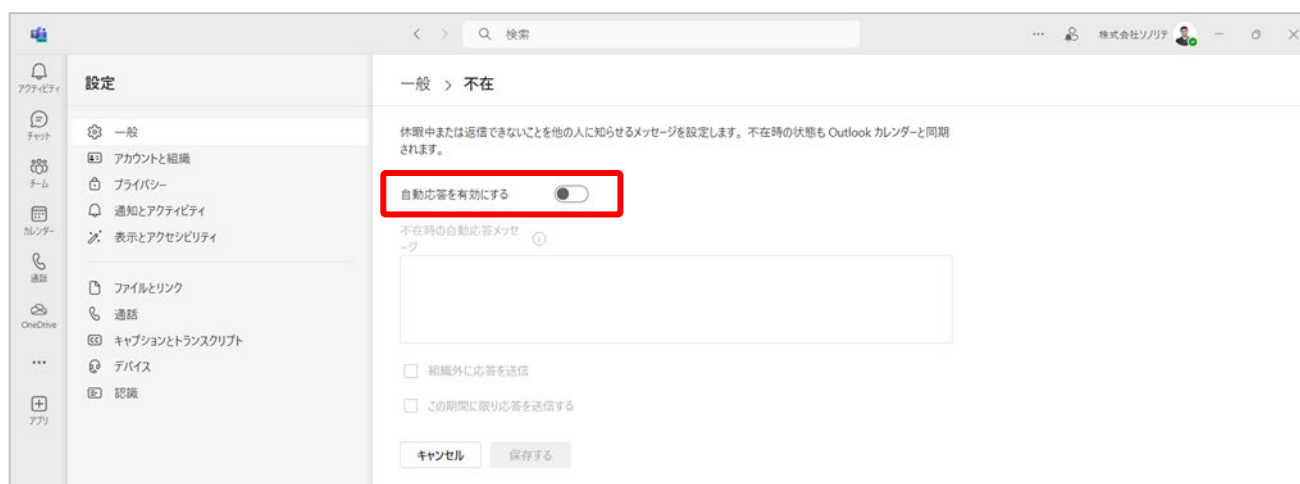 検索
株式会社ソノリテ
アクティビティ
チャット
チーム
カレンダー
通話
OneDrive
アプリ
設定
一般
アカウントと組織
プライバシー
通知とアクティビティ
表示とアクセシビリティ
ファイルとリンク
通話
キャプションとトランスクリプト
デバイス
認識
一般 > 不在
休暇中または返信できないことを他の人に知らせるメッセージを設定します。不在時の状態も Outlook カレンダーと同期
されます。
自動応答を有効にする
不在時の自動応答メッセ
ージ
組織外に応答を送信
この期間に限り応答を送信する
キャンセル
保存する